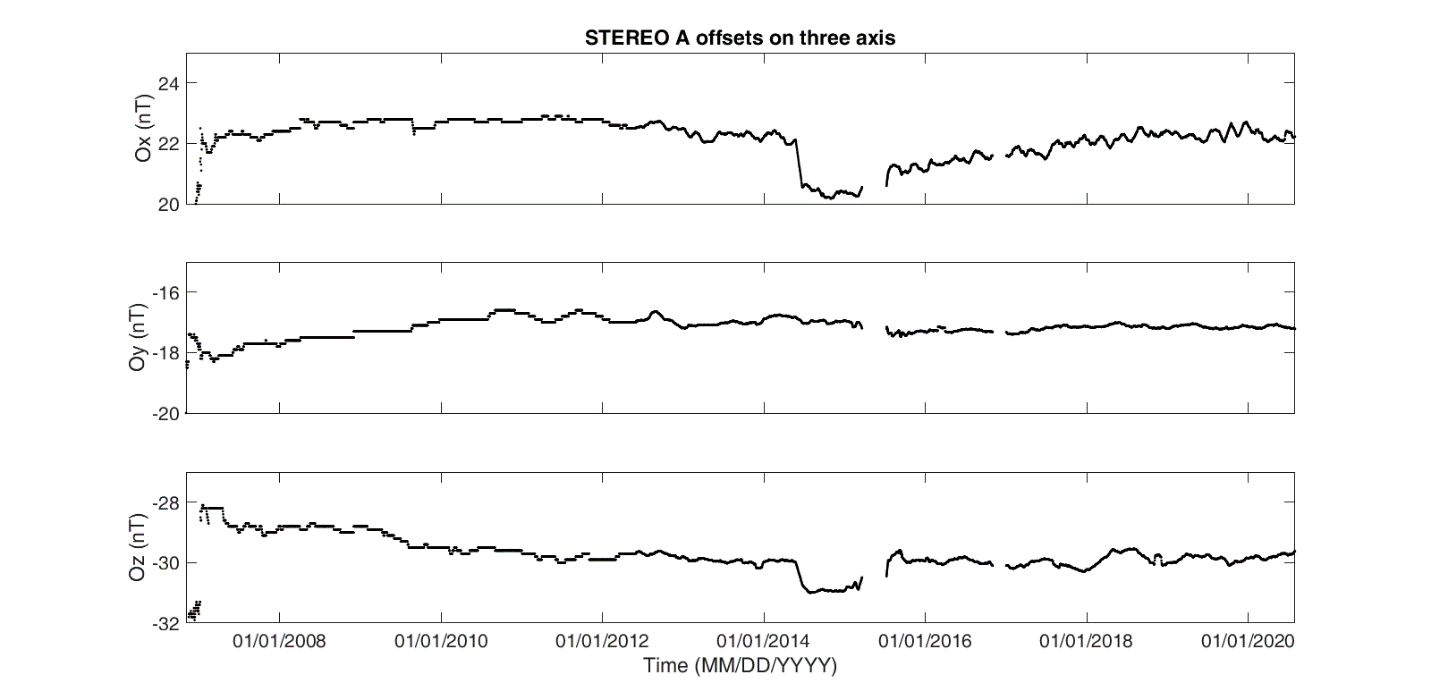 STEREO A offsets on three axis
24
22
20
Ox (nT)
-16
-18
-20
Oy (nT)
-28
-30
-32
Oz (nT)
01/01/2008 01/01/2010 01/01/2012 01/01/2014 01/01/2016 01/01/2018 01/01/2020
Time (MM/DD/YYYY)